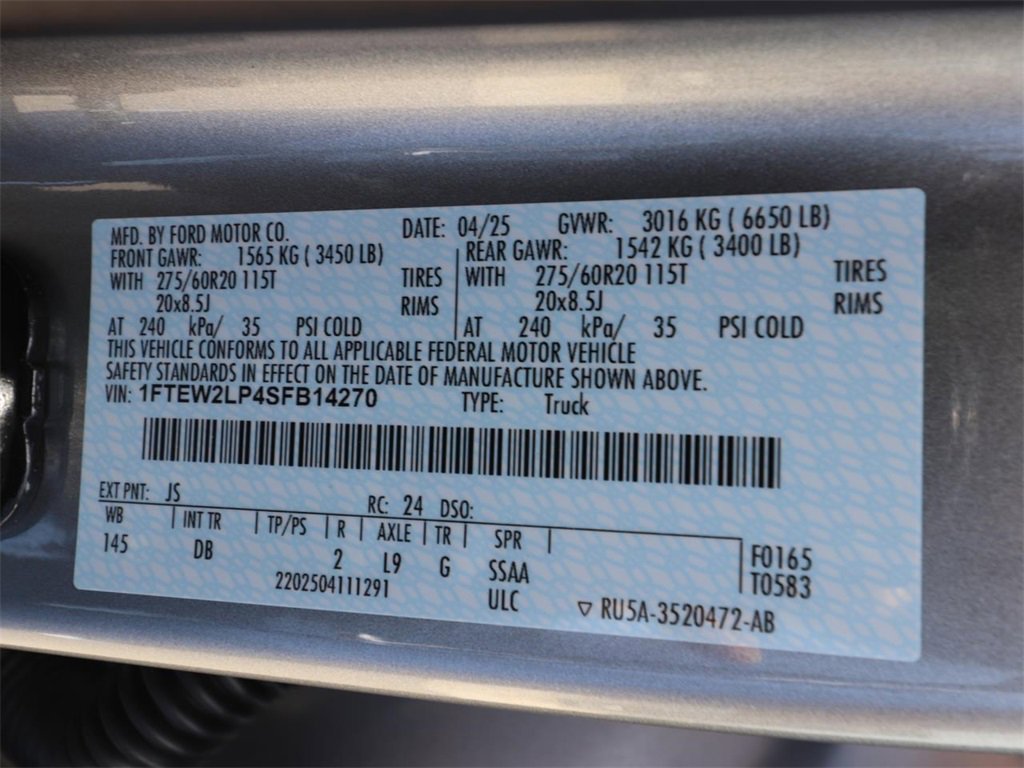 MFD. BY FORD MOTOR CO. DATE: 04/25 GVWR: 3016 KG ( 6650 LB)
FRONT GAWR: 1565 KG ( 3450 LB) REAR GAWR: 1542 KG ( 3400 LB)
WITH 275/60R20 115T TIRES WITH 275/60R20 115T TIRES
20x8.5J RIMS 20x8.5J RIMS
AT 240 kPa/ 35 PSI COLD AT 240 kPa/ 35 PSI COLD
THIS VEHICLE CONFORMS TO ALL APPLICABLE FEDERAL MOTOR VEHICLE
SAFETY STANDARDS IN EFFECT ON THE DATE OF MANUFACTURE SHOWN ABOVE.
VIN: 1FTEW2LP4SFB14270 TYPE: Truck
EXT PNT: JS RC: 24 DSO:
WB INT TR TP/PS R AXLE TR SPR
145 DB 2 L9 G SSAA F0165
2202504111291 ULC T0583
▽ RU5A-3520472-AB